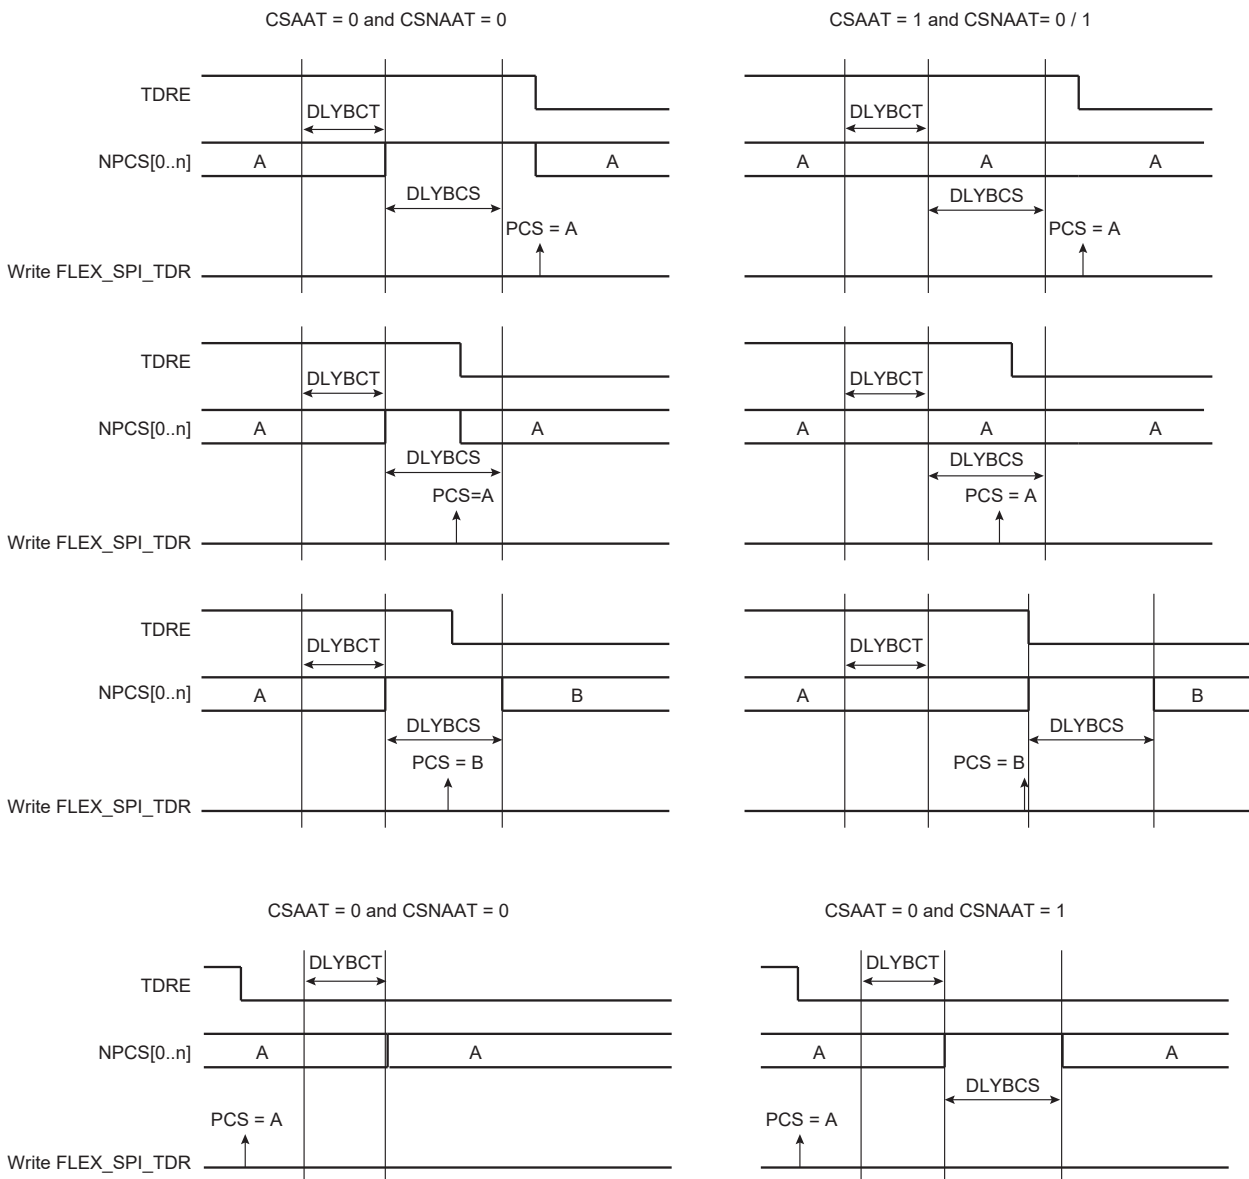 CSAAT = 0 and CSNAAT = 0
CSAAT = 1 and CSNAAT= 0 / 1
TDRE
DLYBCT
DLYBCT
NPCS[0..n]
A
A
A
A
A
DLYBCS
DLYBCS
PCS = A
PCS = A
Write FLEX_SPI_TDR
TDRE
DLYBCT
DLYBCT
NPCS[0..n]
A
A
A
A
A
DLYBCS
DLYBCS
PCS=A
PCS = A
Write FLEX_SPI_TDR
TDRE
DLYBCT
DLYBCT
NPCS[0..n]
A
B
A
B
DLYBCS
DLYBCS
PCS = B
PCS = B
Write FLEX_SPI_TDR
CSAAT = 0 and CSNAAT = 0
CSAAT = 0 and CSNAAT = 1
DLYBCT
DLYBCT
TDRE
NPCS[0..n]
A
A
A
A
DLYBCS
PCS = A
PCS = A
Write FLEX_SPI_TDR